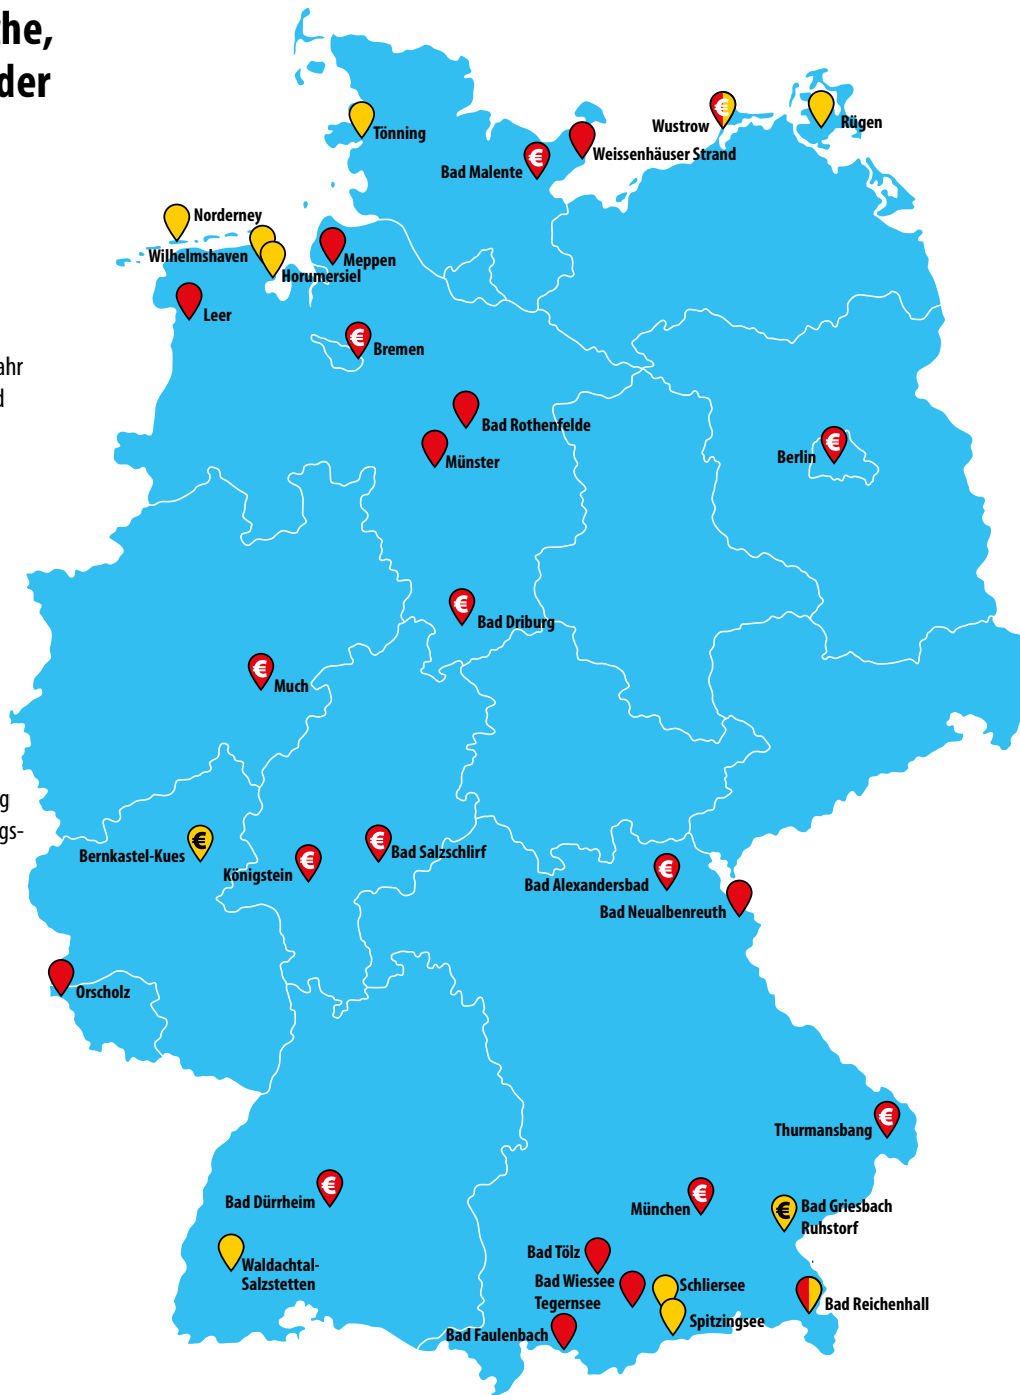 he,
der
Tönning
Wustrow
€
Rügen
Weissenhäuser Strand
Bad Malente
€
Norderney
Wilhelmshaven
Horumersiel
Meppen
Leer
€
Bremen
ahr
d
Bad Rothenfelde
Münster
Berlin
€
€
Bad Driburg
€
Much
g
gs-
Bernkastel-Kues
€
Königstein
€
€
Bad Salzschlirf
Bad Alexandersbad
€
Bad Neualbenreuth
Orscholz
Thurmansbang
€
Bad Dürrheim
€
München
€
€
Bad Griesbach
Ruhstorf
Waldachtal-
Salzstetten
Bad Tölz
Bad Wiessee
Tegernsee
Schliersee
Spitzingsee
Bad Reichenhall
Bad Faulenbach